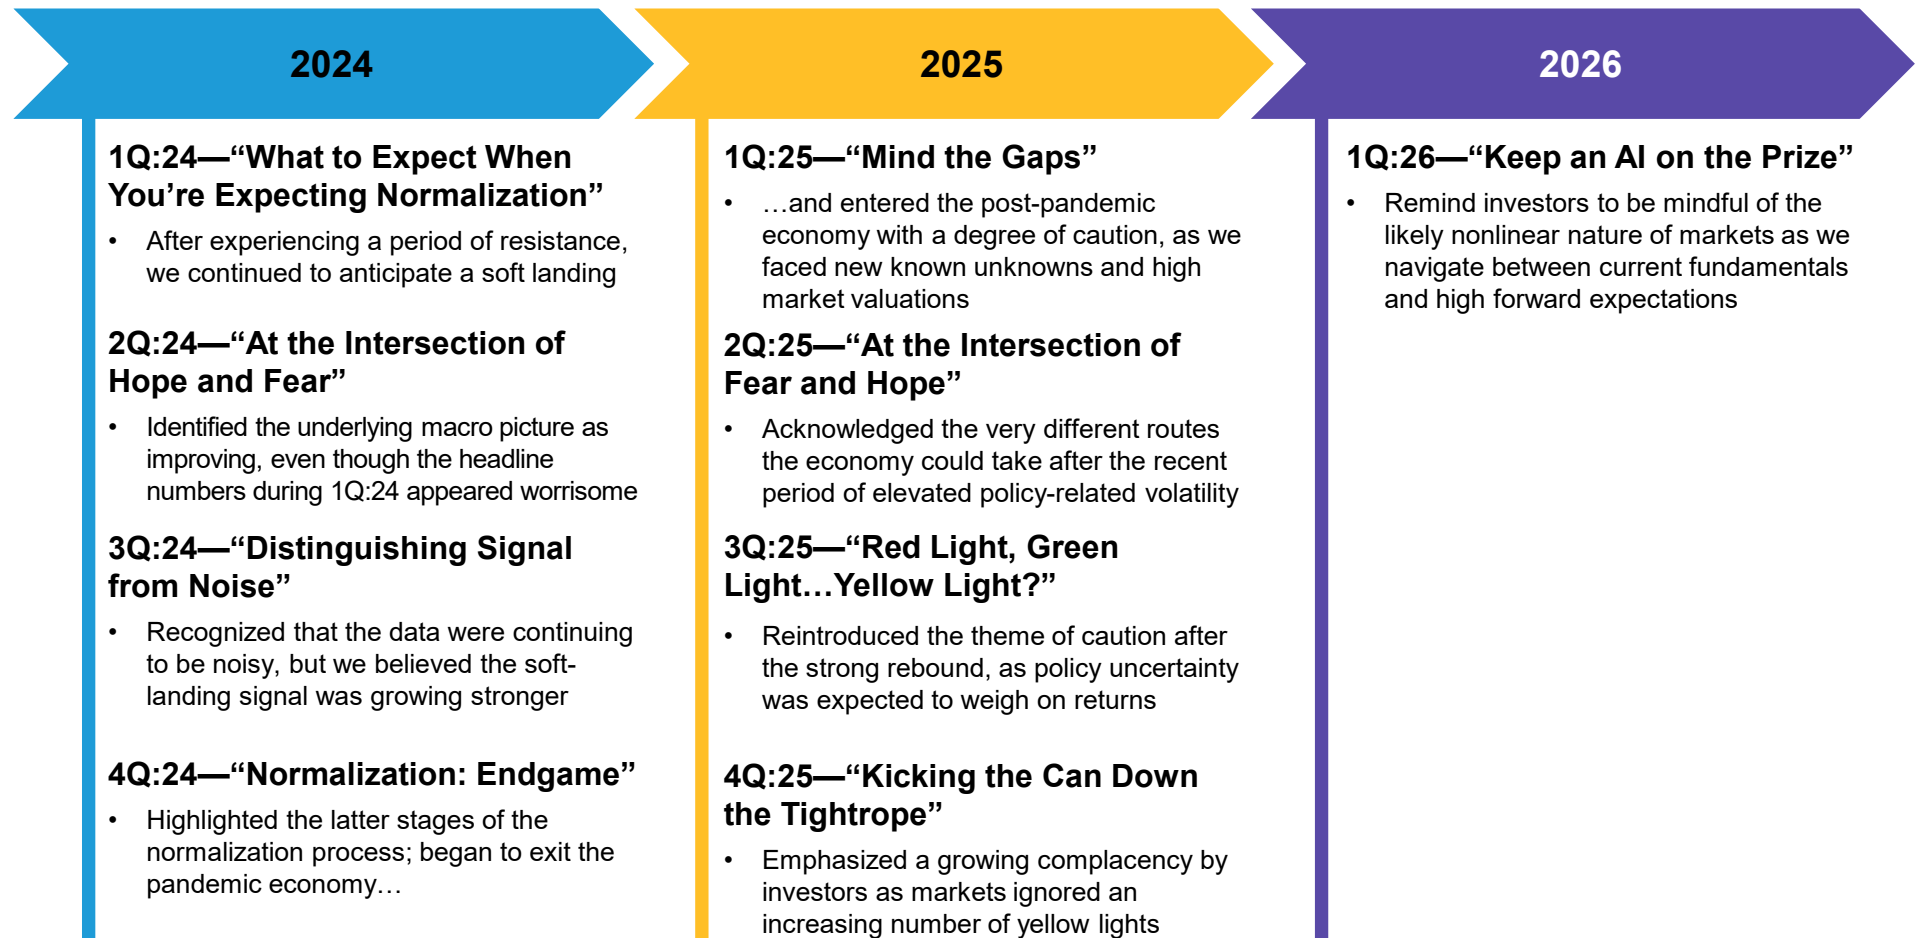 2024
1Q:24—“What to Expect When
You’re Expecting Normalization”
• After experiencing a period of resistance,
we continued to anticipate a soft landing
2Q:24—“At the Intersection of
Hope and Fear”
• Identified the underlying macro picture as
improving, even though the headline
numbers during 1Q:24 appeared worrisome
3Q:24—“Distinguishing Signal
from Noise”
• Recognized that the data were continuing
to be noisy, but we believed the soft-
landing signal was growing stronger
4Q:24—“Normalization: Endgame”
• Highlighted the latter stages of the
normalization process; began to exit the
pandemic economy…
2025
1Q:25—“Mind the Gaps”
• …and entered the post-pandemic
economy with a degree of caution, as we
faced new known unknowns and high
market valuations
2Q:25—“At the Intersection of
Fear and Hope”
• Acknowledged the very different routes
the economy could take after the recent
period of elevated policy-related volatility
3Q:25—“Red Light, Green
Light…Yellow Light?”
• Reintroduced the theme of caution after
the strong rebound, as policy uncertainty
was expected to weigh on returns
4Q:25—“Kicking the Can Down
the Tightrope”
• Emphasized a growing complacency by
investors as markets ignored an
increasing number of yellow lights
2026
1Q:26—“Keep an AI on the Prize”
• Remind investors to be mindful of the
likely nonlinear nature of markets as we
navigate between current fundamentals
and high forward expectations